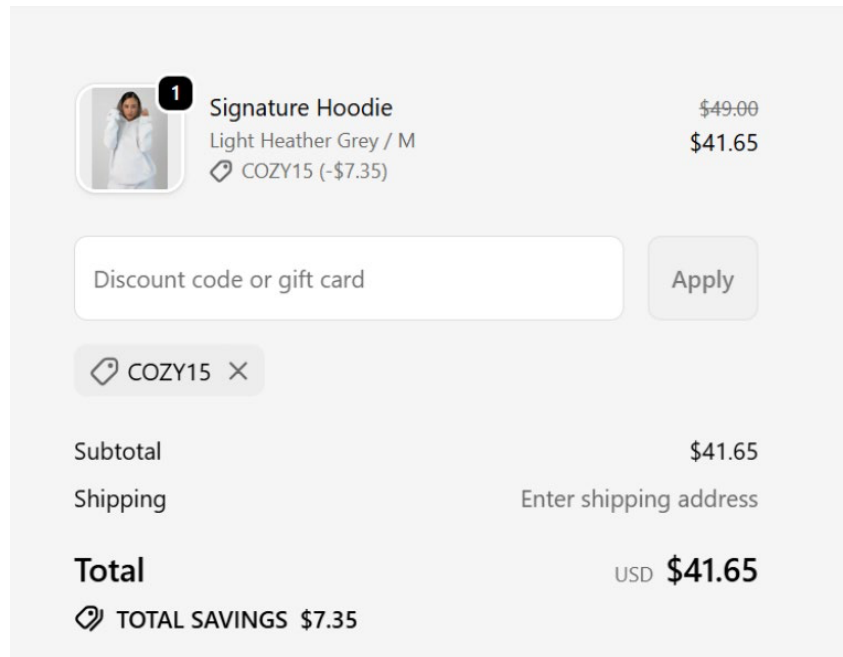 1
Signature Hoodie $49.00
Light Heather Grey / M $41.65
COZY15 (-$7.35)
Discount code or gift card Apply
COZY15
Subtotal $41.65
Shipping Enter shipping address
Total USD $41.65
TOTAL SAVINGS $7.35